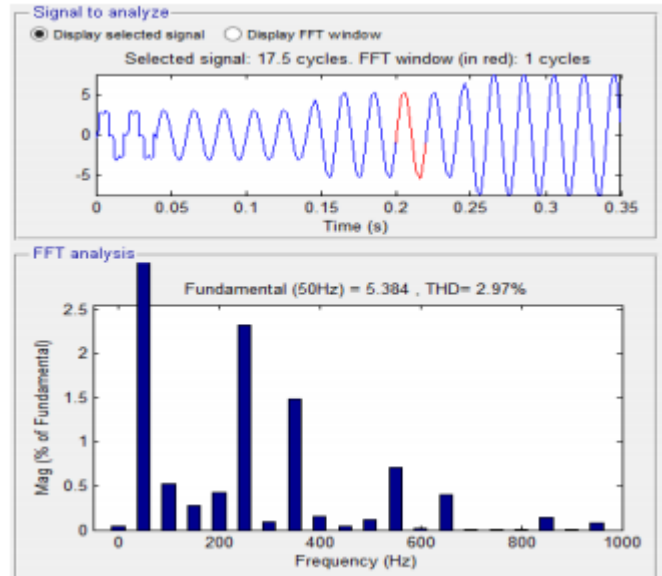 Signal to analyze
Display selected signal Display FFT window
Selected signal: 17.5 cycles. FFT window (in red): 1 cycles
5
0
-5
0 0.05 0.1 0.15 0.2 0.25 0.3 0.35
Time (s)
FFT analysis
Fundamental (50Hz) = 5.384 , THD= 2.97%
2.5
2
1.5
1
0.5
0
Mag (% of Fundamental)
0 200 400 600 800 1000
Frequency (Hz)